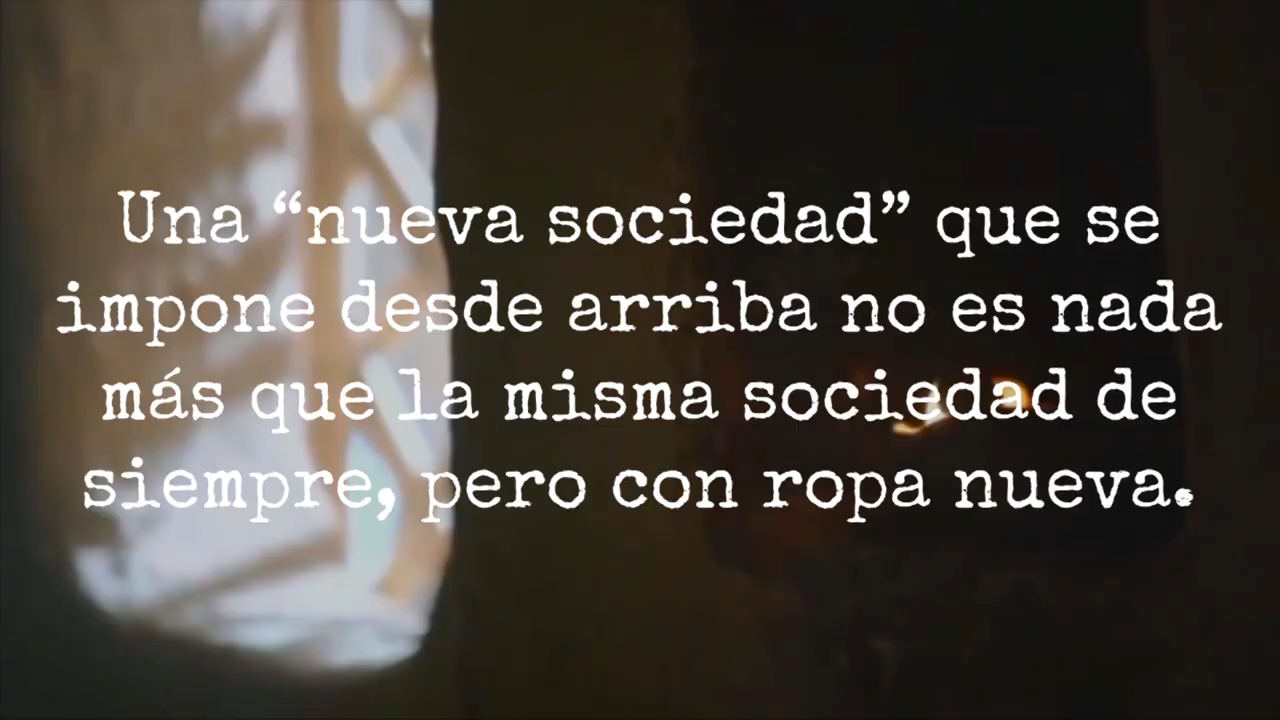 Una “nueva sociedad” que se
impone desde arriba no es nada
más que la misma sociedad de
siempre, pero con ropa nueva.